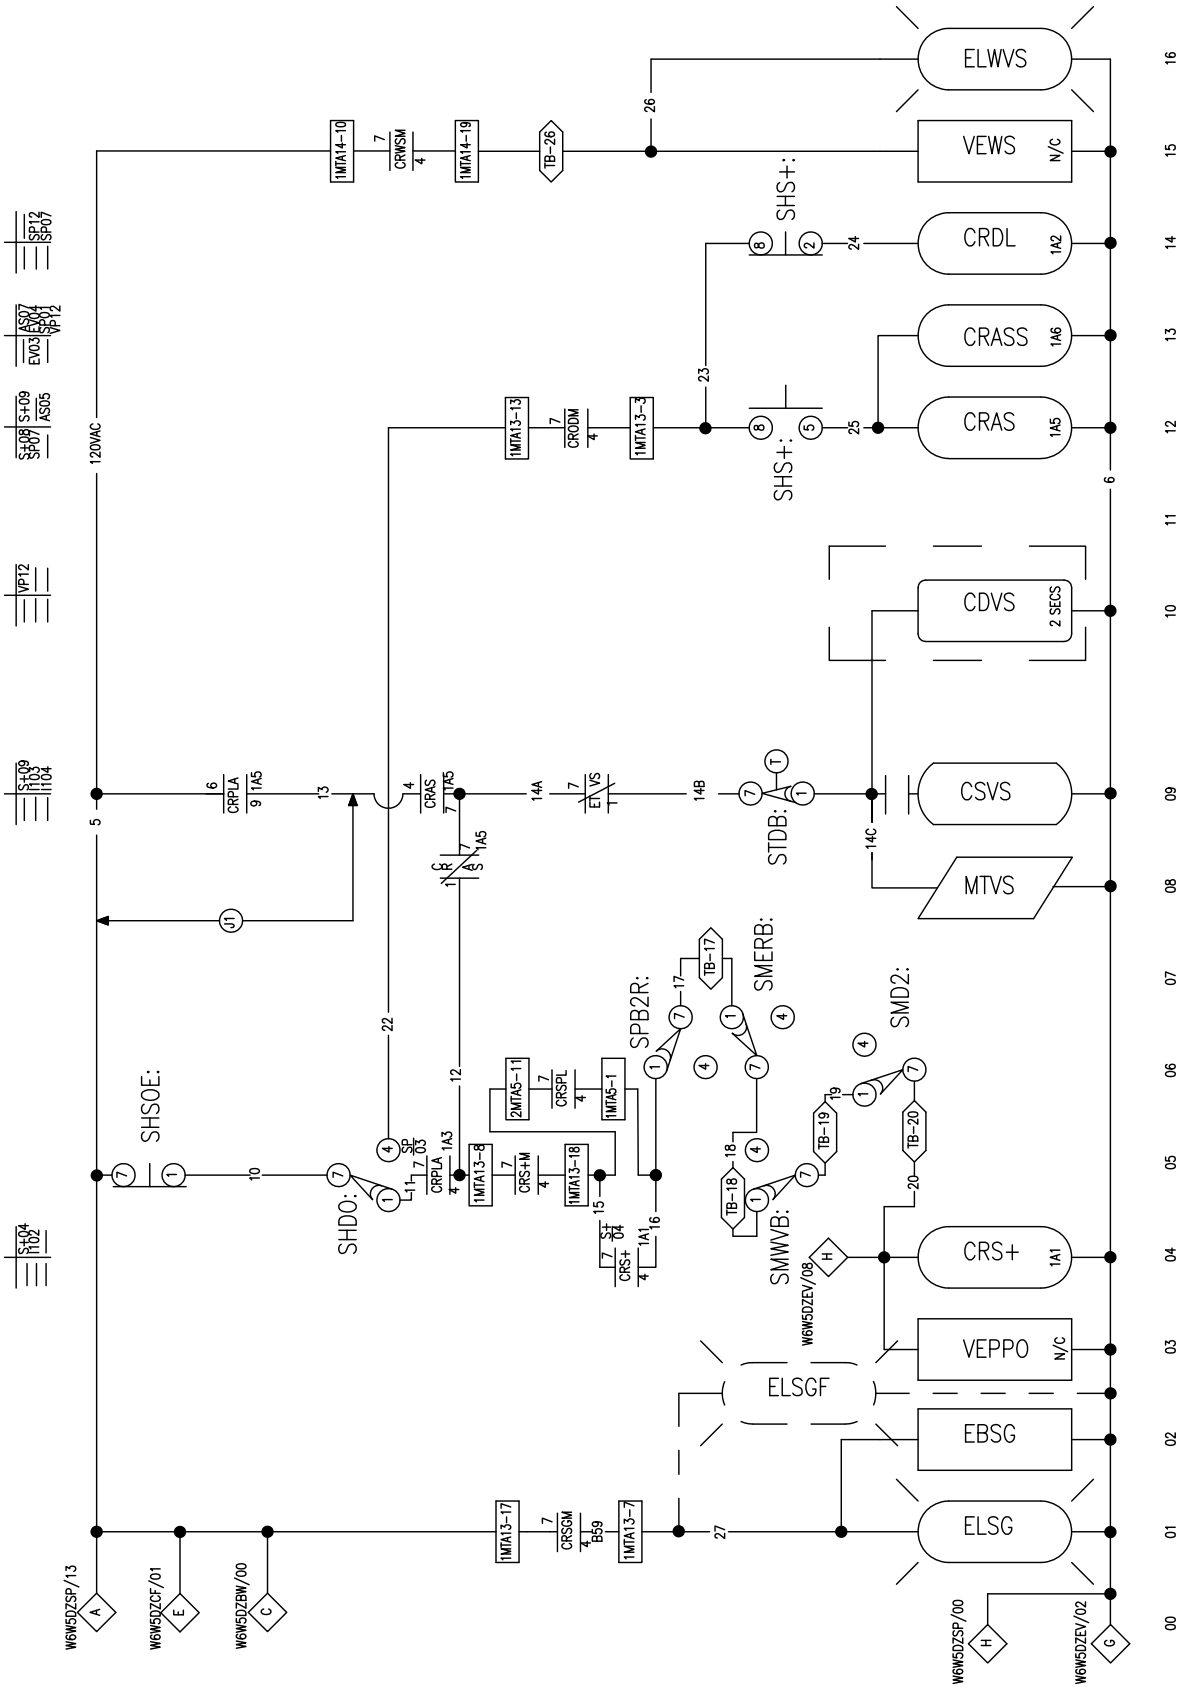 W6W5DZSP/13
A
W6W5DZCF/01
E
W6W5DZBW/00
C
W6W5DZSP/00
H
W6W5DZEV/02
G
00
1MTA13-17
7
CRSGM
4
B59
1MTA13-7
27
ELSG
01
EBSG
02
ELSGF
VEPPO
N/C
03
S+04
I102
W6W5DZEV/08
H
CRS+
1A1
04
7
S+
04
CRS+
4
1A1
15
16
SHSOE:
7
1
10
SHDO:
7
1
4
SP
03
11
7
CRPLA
4
1A3
1MTA13-8
7
CRS+M
4
1MTA13-18
05
2MTA5-11
7
CRSPL
4
1MTA5-1
SPB2R:
1
7
4
17
TB-17
SMERB:
1
7
4
18
TB-18
SMWVB:
1
7
4
TB-19
19
SMD2:
1
7
4
TB-20
20
06
07
22
12
J1
MTVS
08
S+09
I103
I104
5
6
CRPLA
9
1A5
13
4
CRAS
7
1A5
1
CRAS
7
1A5
14A
7
1
14B
STDB:
7
1
T
14C
CSVS
09
VP12
CDVS
2 SECS
10
11
120VAC
6
S+08
S+09
SP07
AS05
1MTA13-13
7
CRODM
4
1MTA13-3
SHS+:
8
5
25
CRAS
1A5
12
AS07
EV03
EV04
SP01
VP12
23
CRASS
1A6
13
SP12
SP07
SHS+:
8
2
24
CRDL
1A2
14
1MTA14-10
7
CRWSM
4
1MTA14-19
TB-26
VEWS
N/C
15
26
ELWVS
16